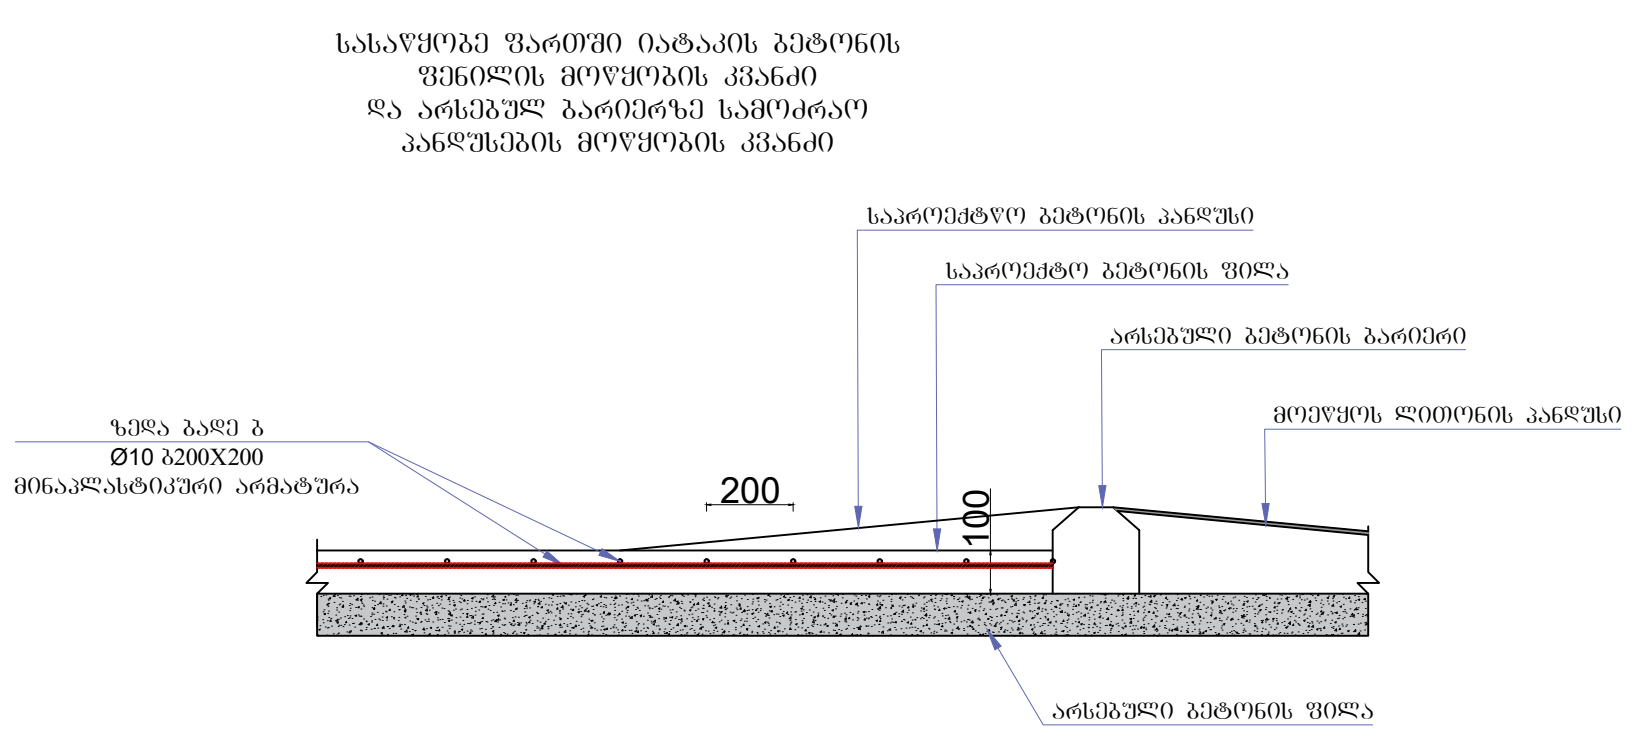 სასაწყობე ფართში იატაკის ბეტონის
ფენილის მოწყობის კვანძი
და არსებულ ბარიერზე სამოძრაო
პანდუსების მოწყობის კვანძი
საპროექტწო ბეტონის პანდუსი
საპროექტო ბეტონის ფილა
არსებული ბეტონის ბარიერი
მოეწყოს ლითონის პანდუსი
ზედა ბადე ბ
Ø10 ბ200X200
მინაპლასტიკური არმატურა
200
100
არსებული ბეტონის ფილა